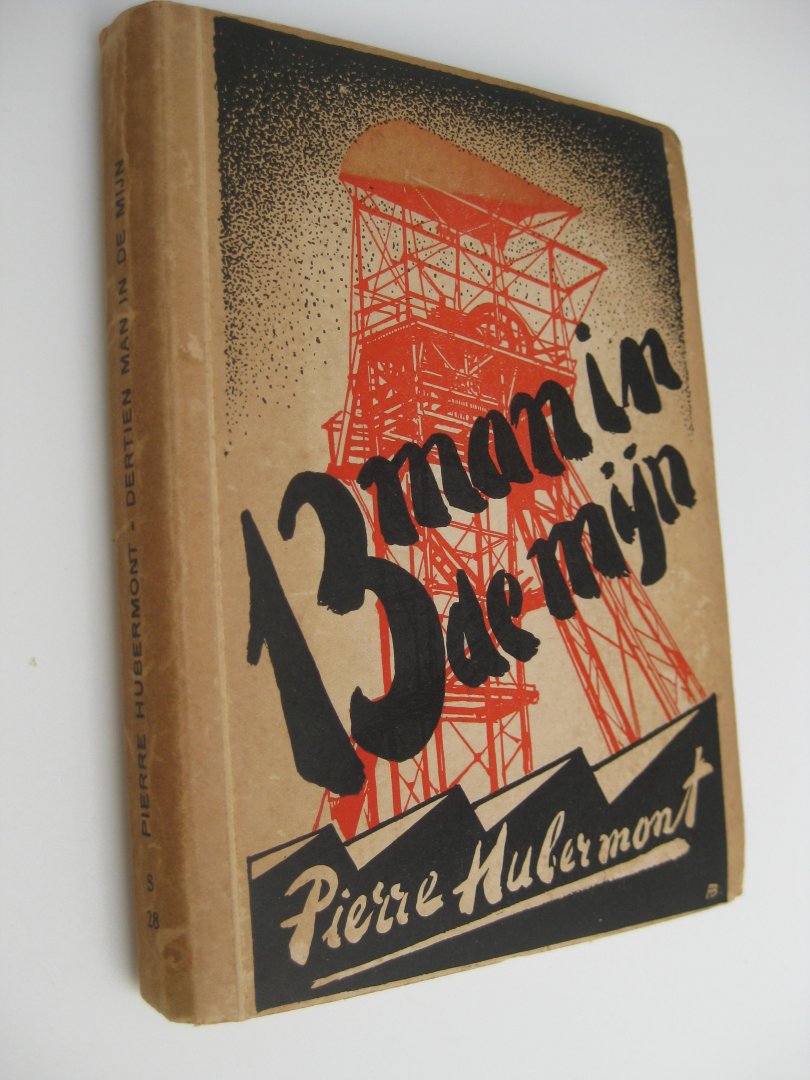 13 man in
de mijn
Pierre Hubermont
PIERRE HUBERMONT - DERTIEN MAN IN DE MIJN
S
28